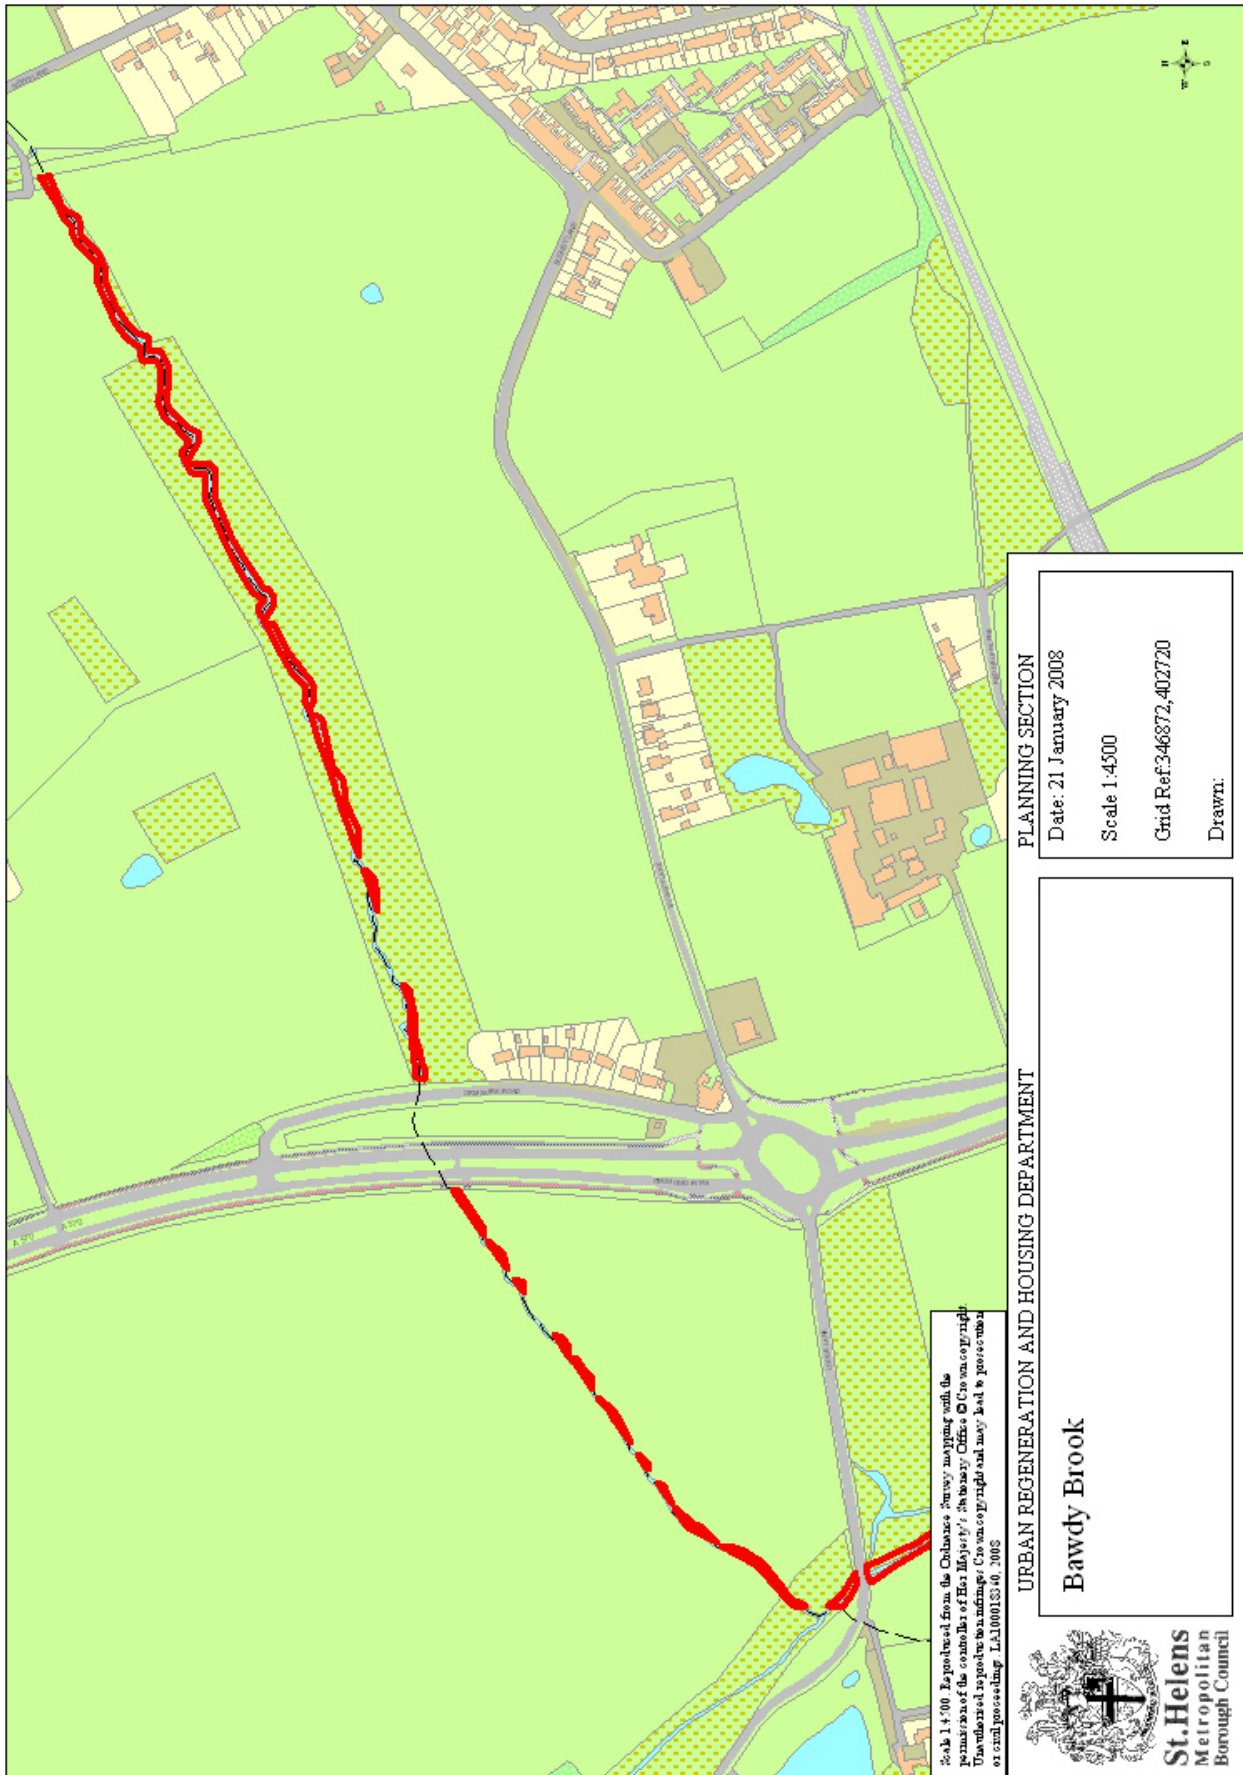 A 570
A 570
Scale 1:4500. Reproduced from the Ordnance Survey mapping with the
permission of the controller of Her Majesty's Stationery Office © Crown copyright.
Unauthorised reproduction infringes Crown copyright and may lead to prosecution
or civil proceedings. LA100018340, 2008
URBAN REGENERATION AND HOUSING DEPARTMENT
PLANNING SECTION
Bawdy Brook
Date: 21 January 2008
Scale 1:4500
Grid Ref:346872,402720
Drawn:
St.Helens
Metropolitan
Borough Council
N
E
S
W